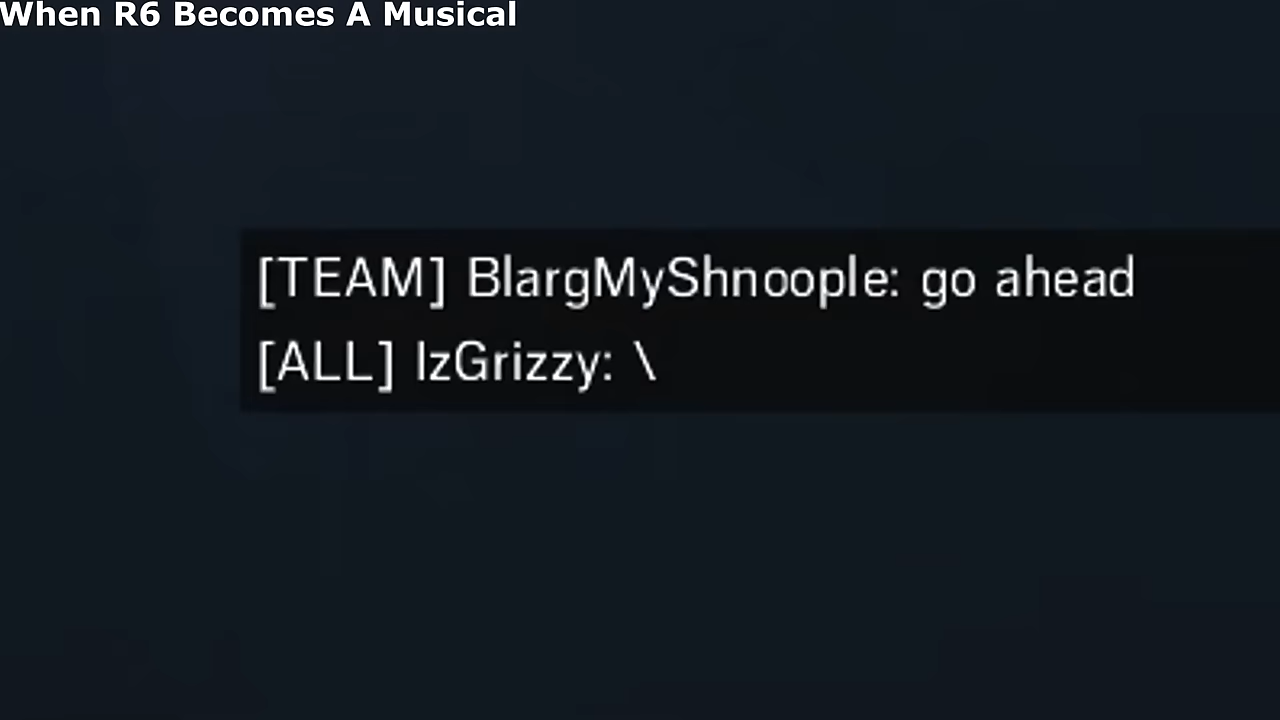 When R6 Becomes A Musical
[TEAM] BlargMyShnoople: go ahead
[ALL] IzGrizzy: \